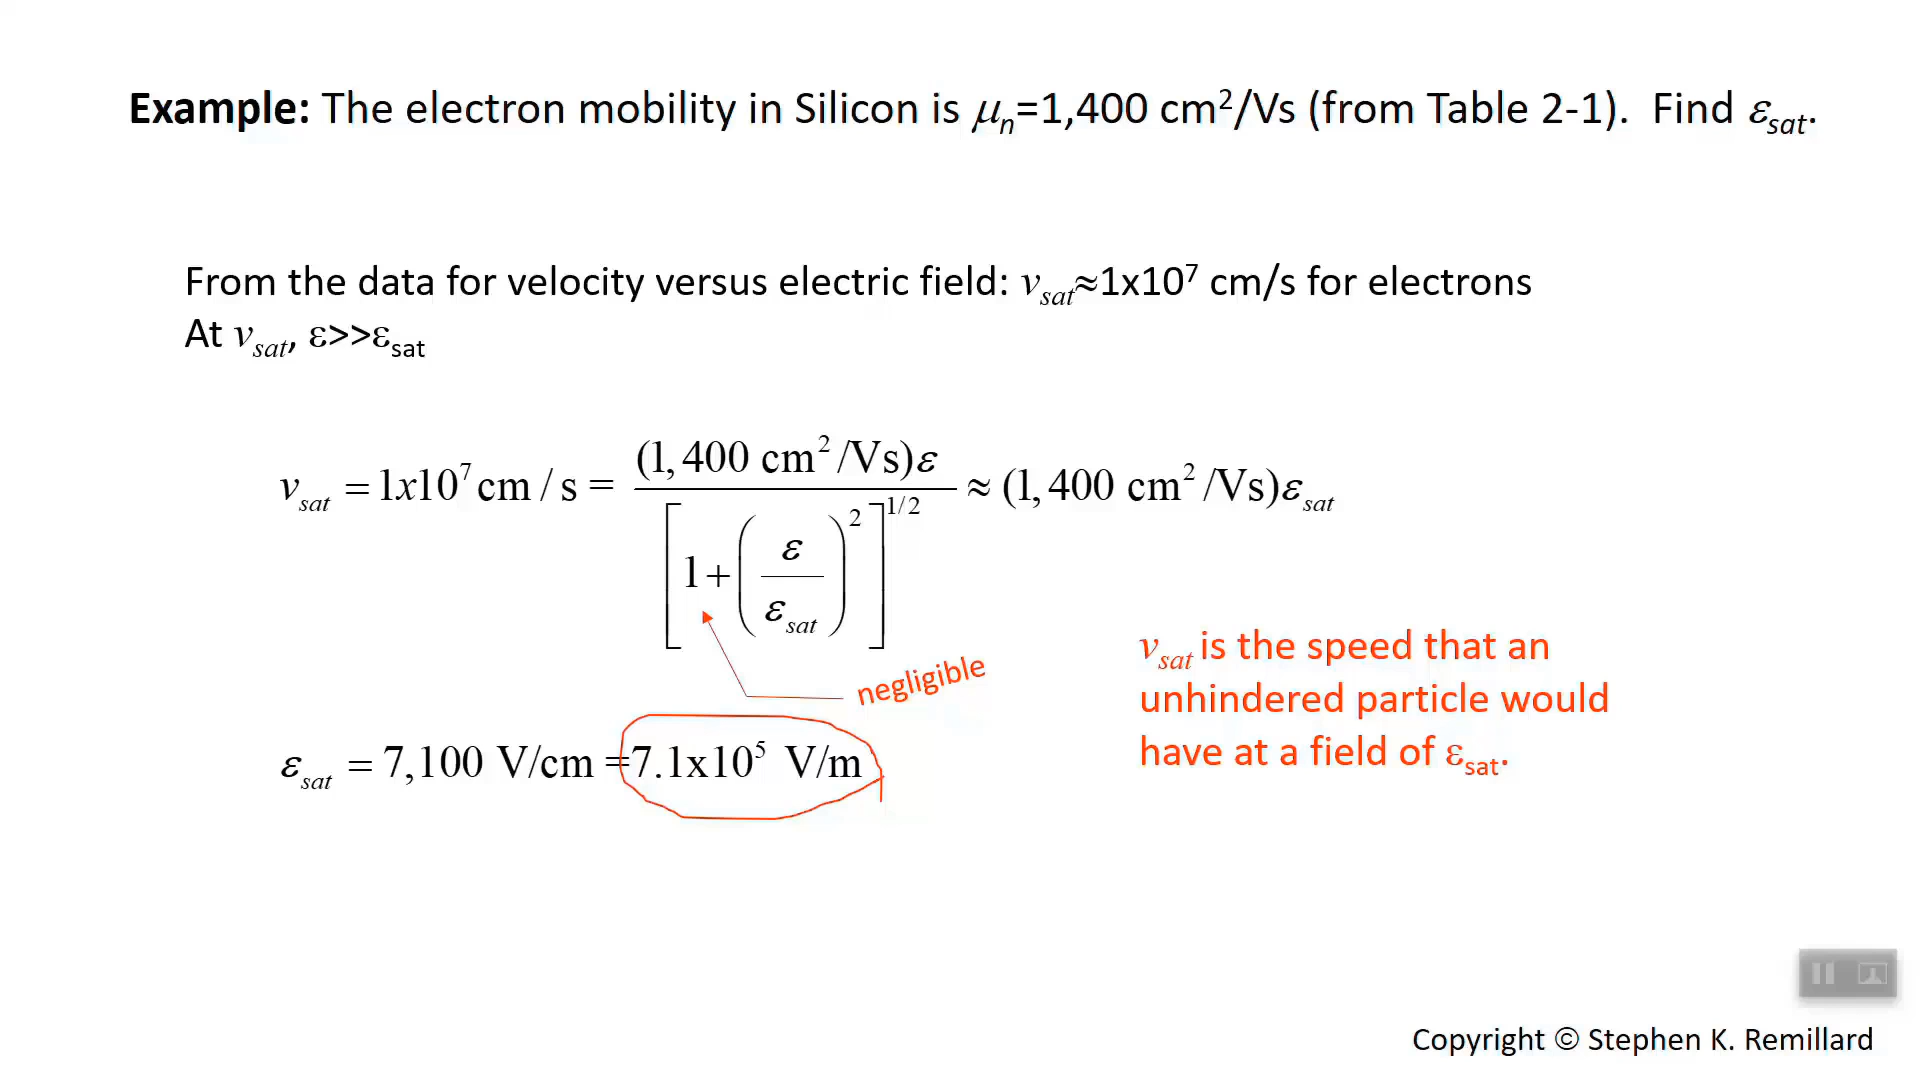 Example: The electron mobility in Silicon is μₙ=1,400 cm²/Vs (from Table 2-1). Find ε_sat.
From the data for velocity versus electric field: v_sat≈1x10⁷ cm/s for electrons
At v_sat, ε>>ε_sat
v_sat = 1x10⁷ cm / s = (1, 400 cm² /Vs)ε / [1+(ε/ε_sat)²]^1/2 ≈ (1, 400 cm² /Vs)ε_sat
negligible
v_sat is the speed that an
unhindered particle would
have at a field of ε_sat.
ε_sat = 7,100 V/cm =7.1x10⁵ V/m
Copyright © Stephen K. Remillard